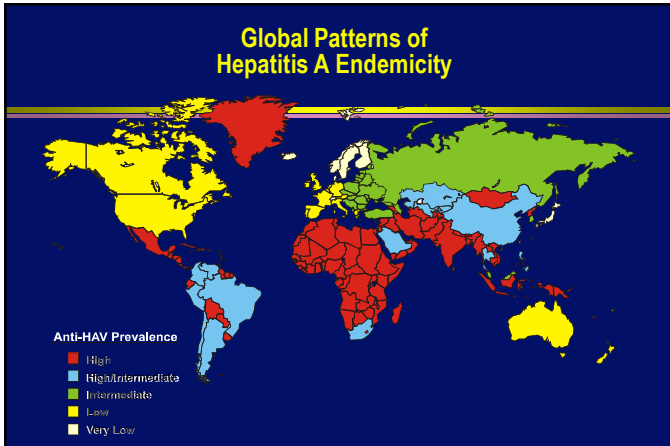 Global Patterns of
Hepatitis A Endemicity
Anti-HAV Prevalence
High
High/Intermediate
Intermediate
Low
Very Low